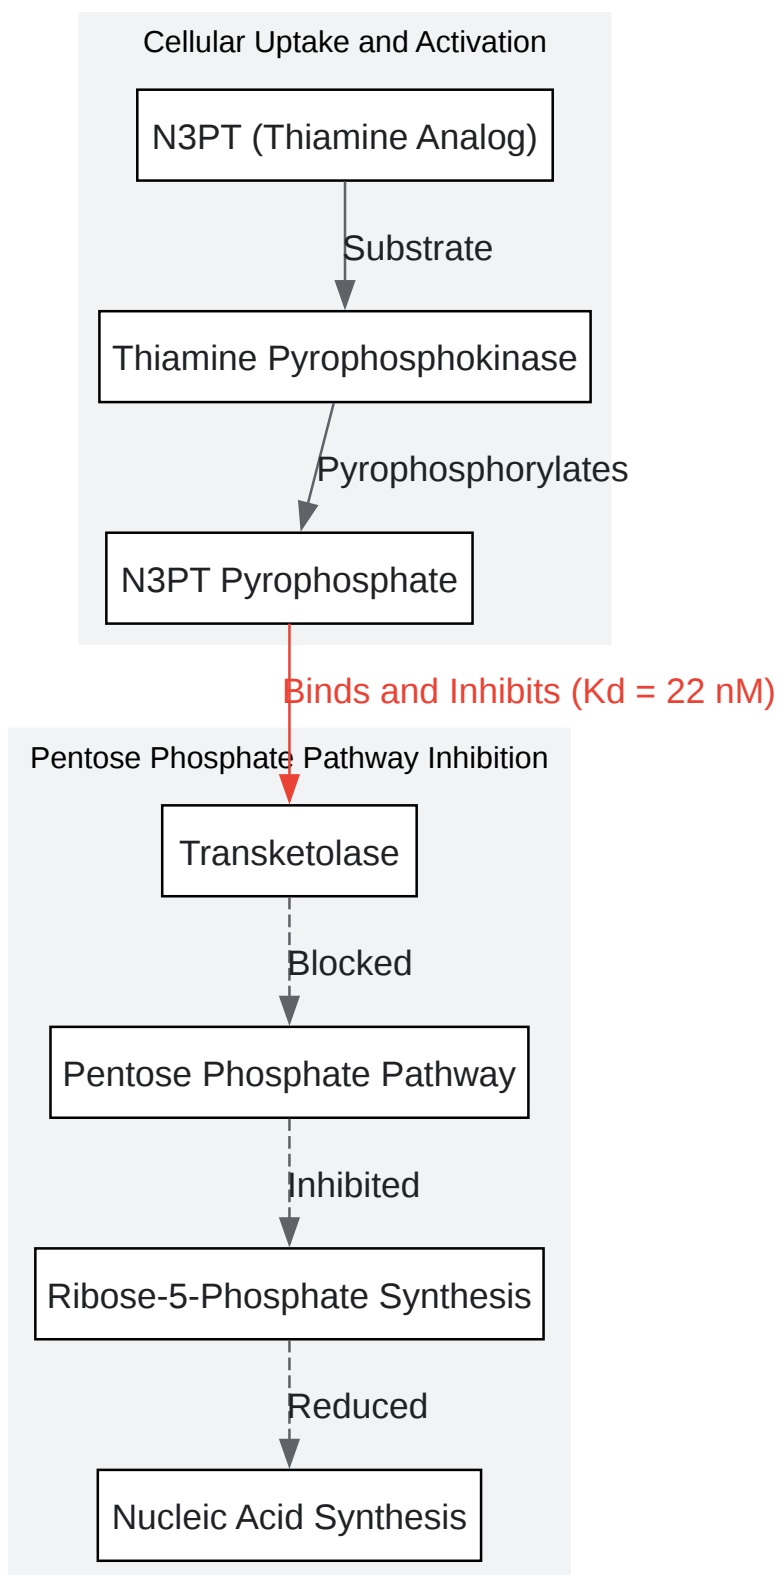 Cellular Uptake and Activation
N3PT (Thiamine Analog)
Substrate
Thiamine Pyrophosphokinase
Pyrophosphorylates
N3PT Pyrophosphate
Binds and Inhibits (Kd = 22 nM)
Pentose Phosphate Pathway Inhibition
Transketolase
Blocked
Pentose Phosphate Pathway
Inhibited
Ribose-5-Phosphate Synthesis
Reduced
Nucleic Acid Synthesis